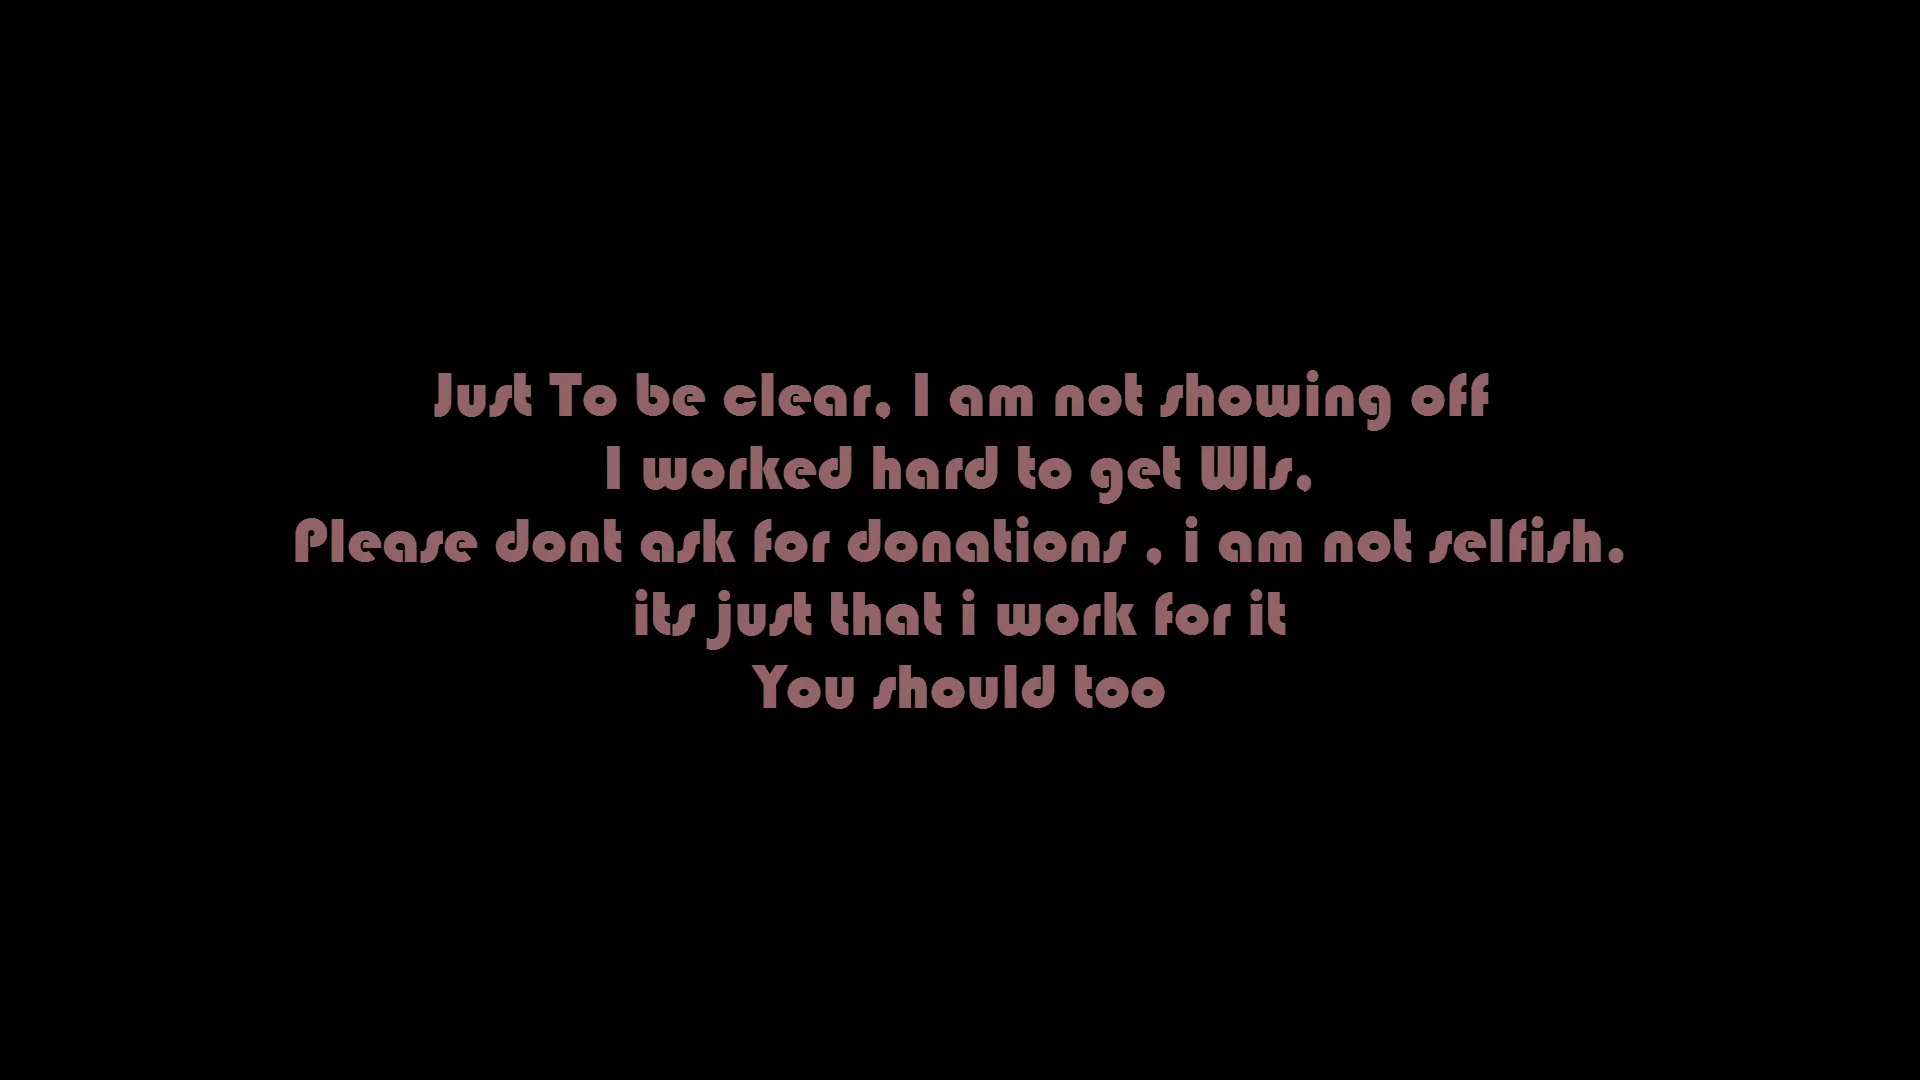 Just To be clear, I am not showing off
I worked hard to get Wls,
Please dont ask for donations , i am not selfish.
its just that i work for it
You should too